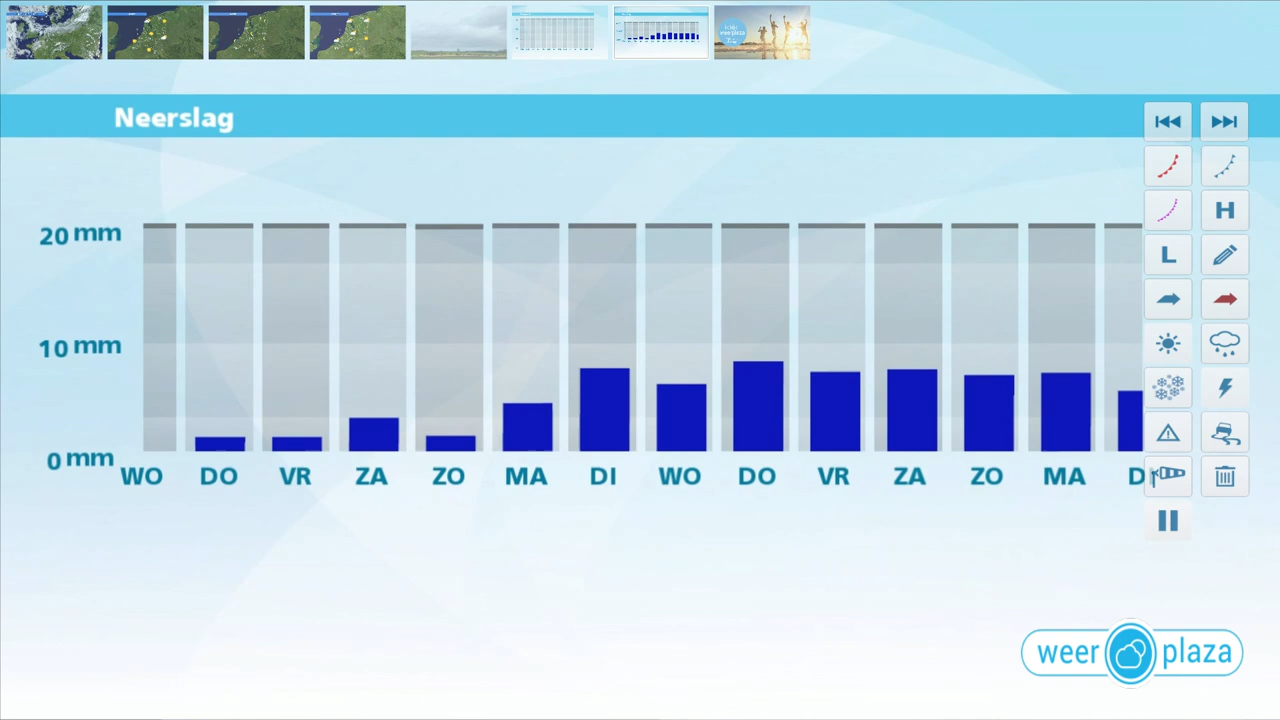 Neerslag
20 mm
10 mm
0 mm
WO DO VR ZA ZO MA DI WO DO VR ZA ZO MA
H
L
weer plaza